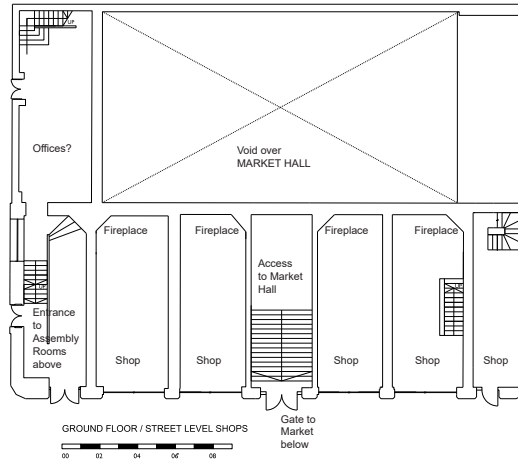 UP
Offices?
Void over
MARKET HALL
Fireplace
Fireplace
Fireplace
Fireplace
Access
to Market
Hall
UP
UP
Entrance
to
Assembly
Rooms
above
Shop
Shop
Shop
Shop
Shop
Gate to
Market
below
GROUND FLOOR / STREET LEVEL SHOPS
00 02 04 06 08